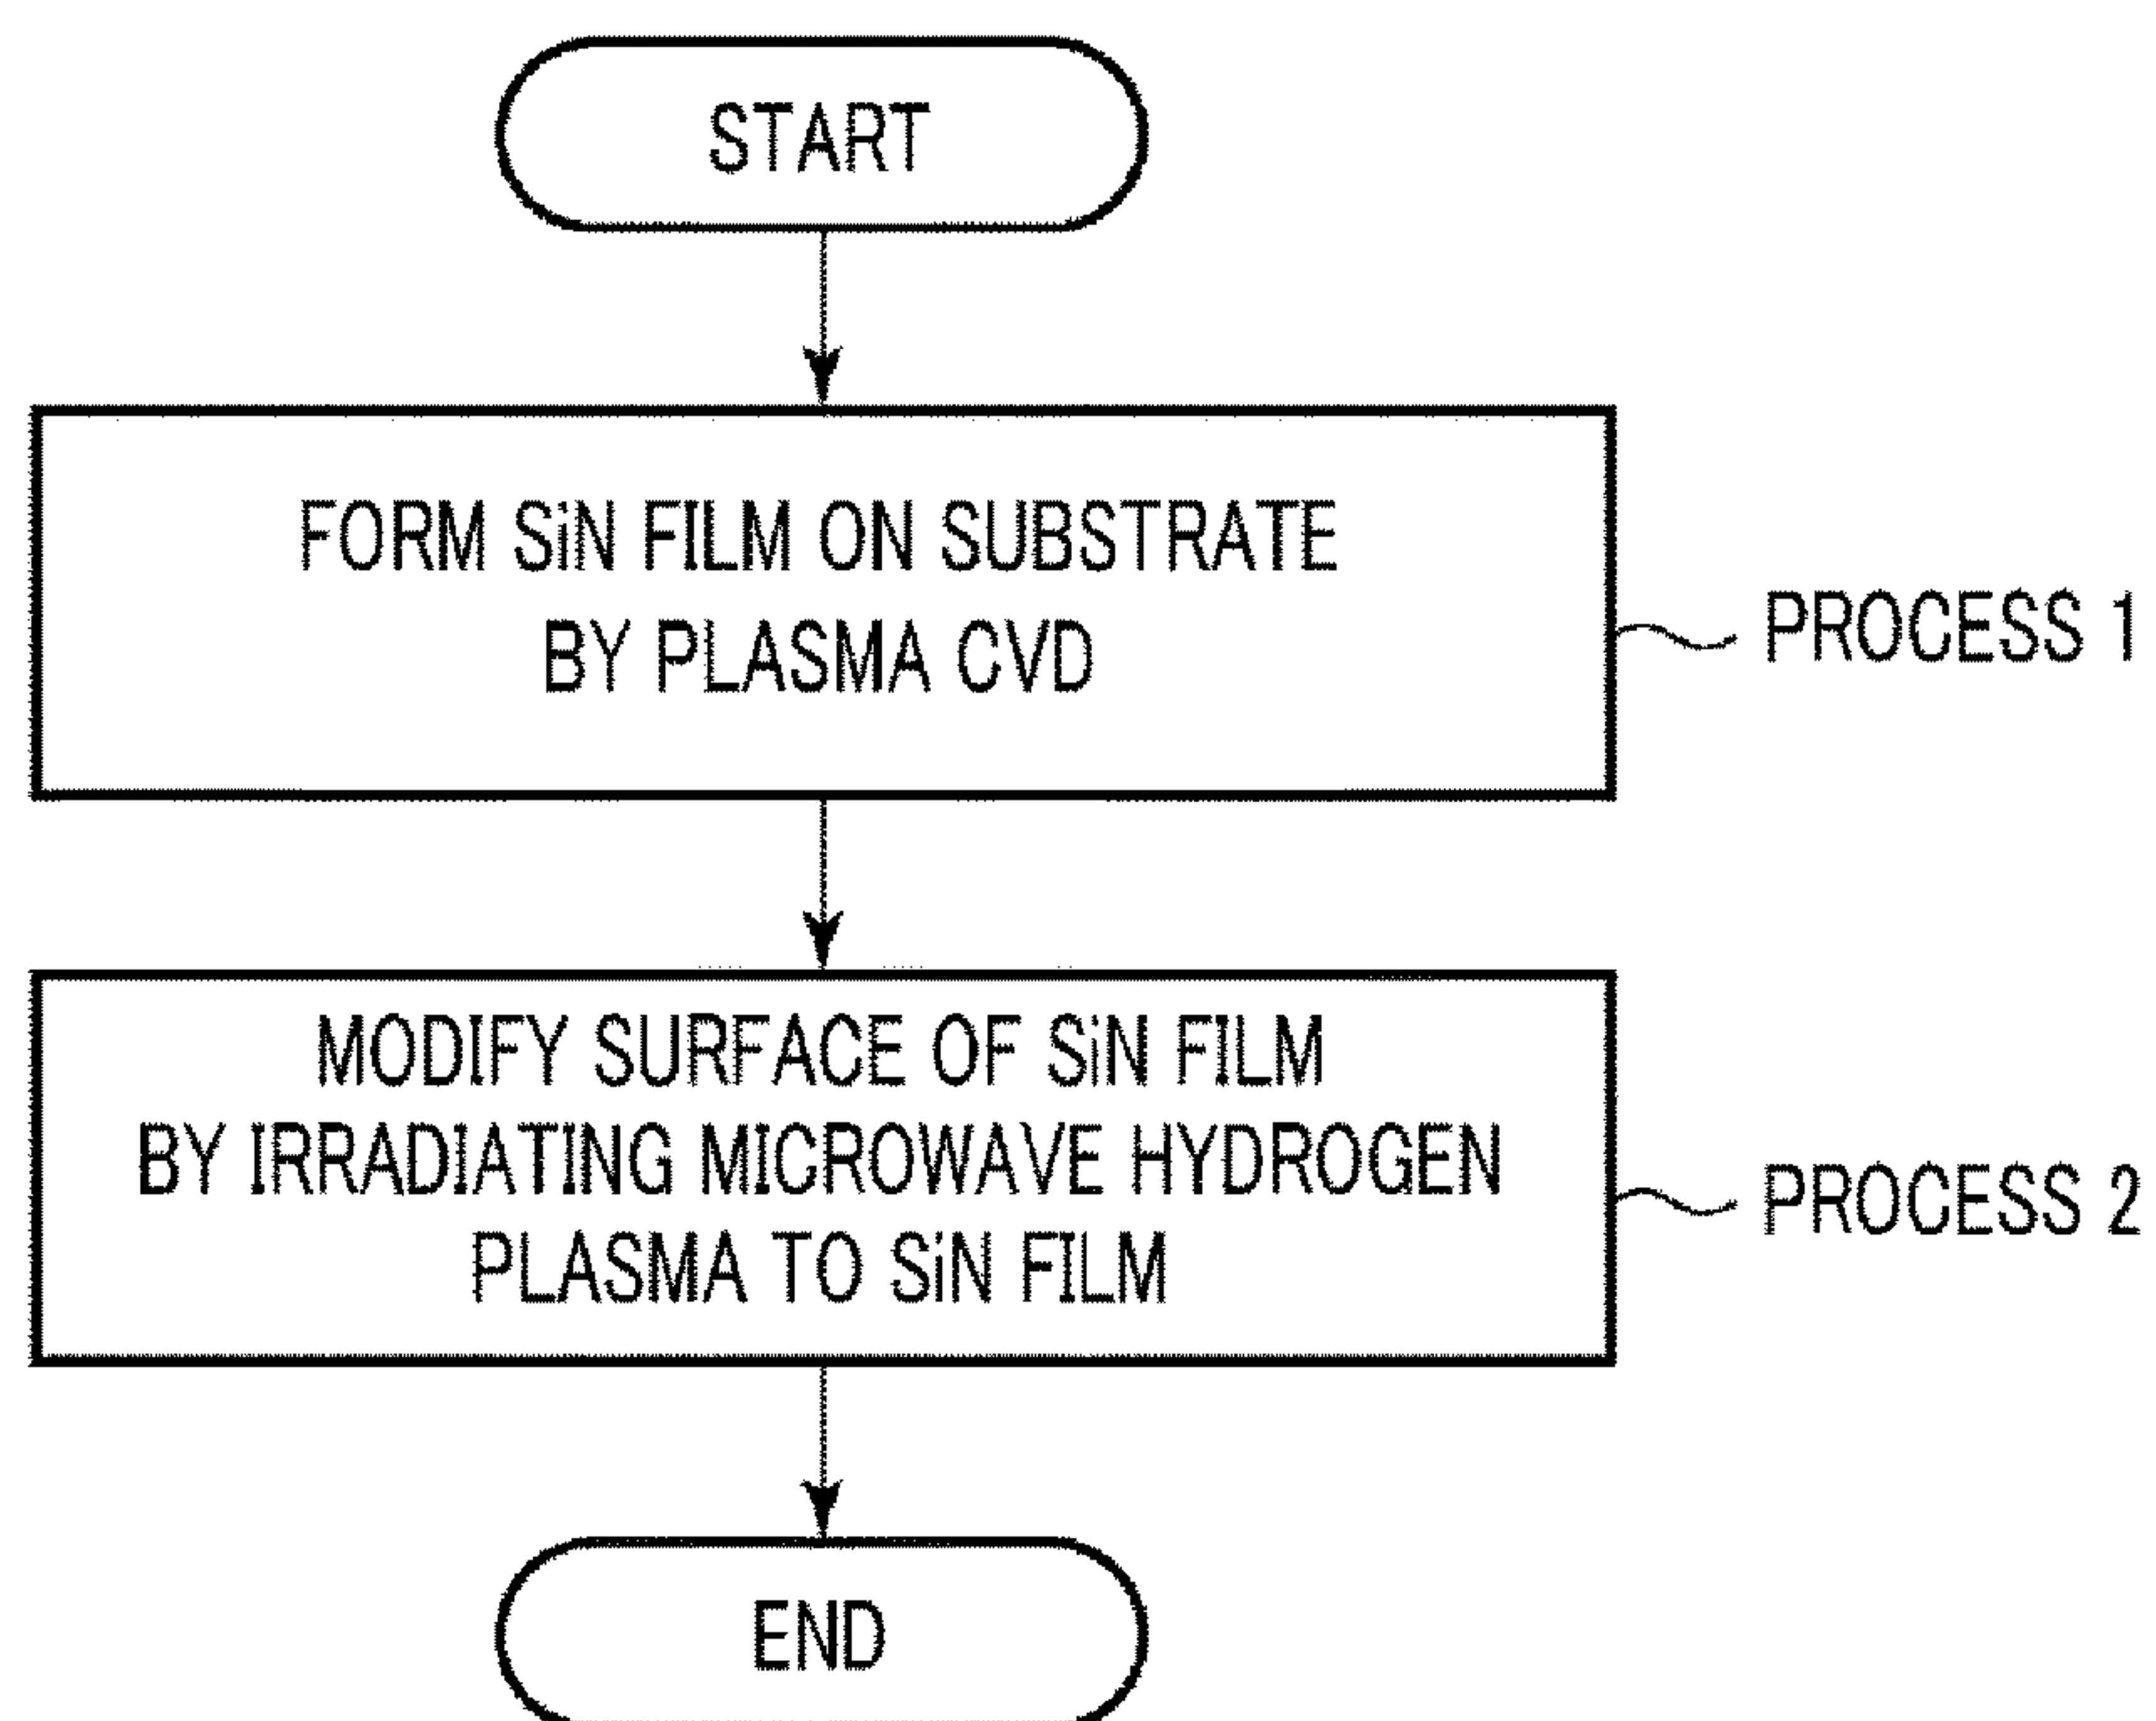 START
FORM SiN FILM ON SUBSTRATE
BY PLASMA CVD
PROCESS 1
MODIFY SURFACE OF SiN FILM
BY IRRADIATING MICROWAVE HYDROGEN
PLASMA TO SiN FILM
PROCESS 2
END